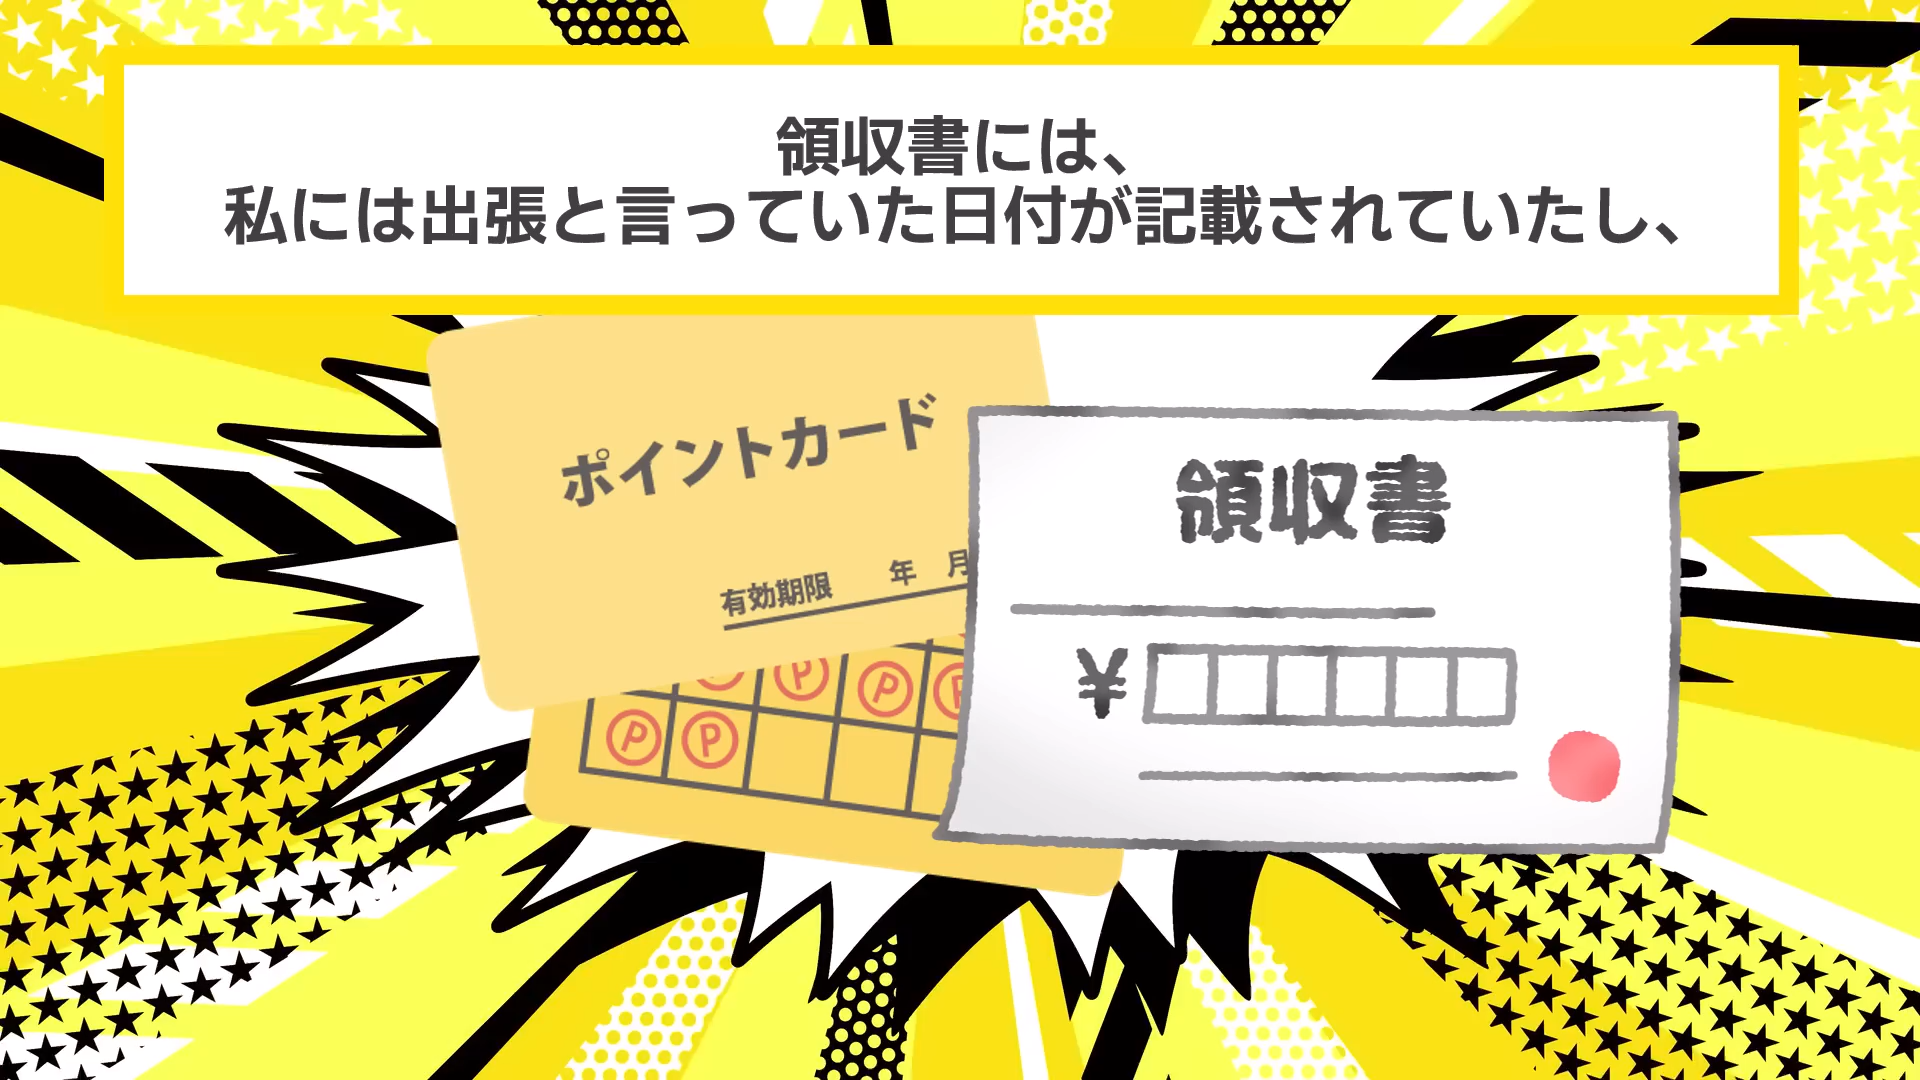 領収書には、
私には出張と言っていた日付が記載されていたし、
ポイントカード
有効期限 年 月
領収書
¥
P P P P
P P